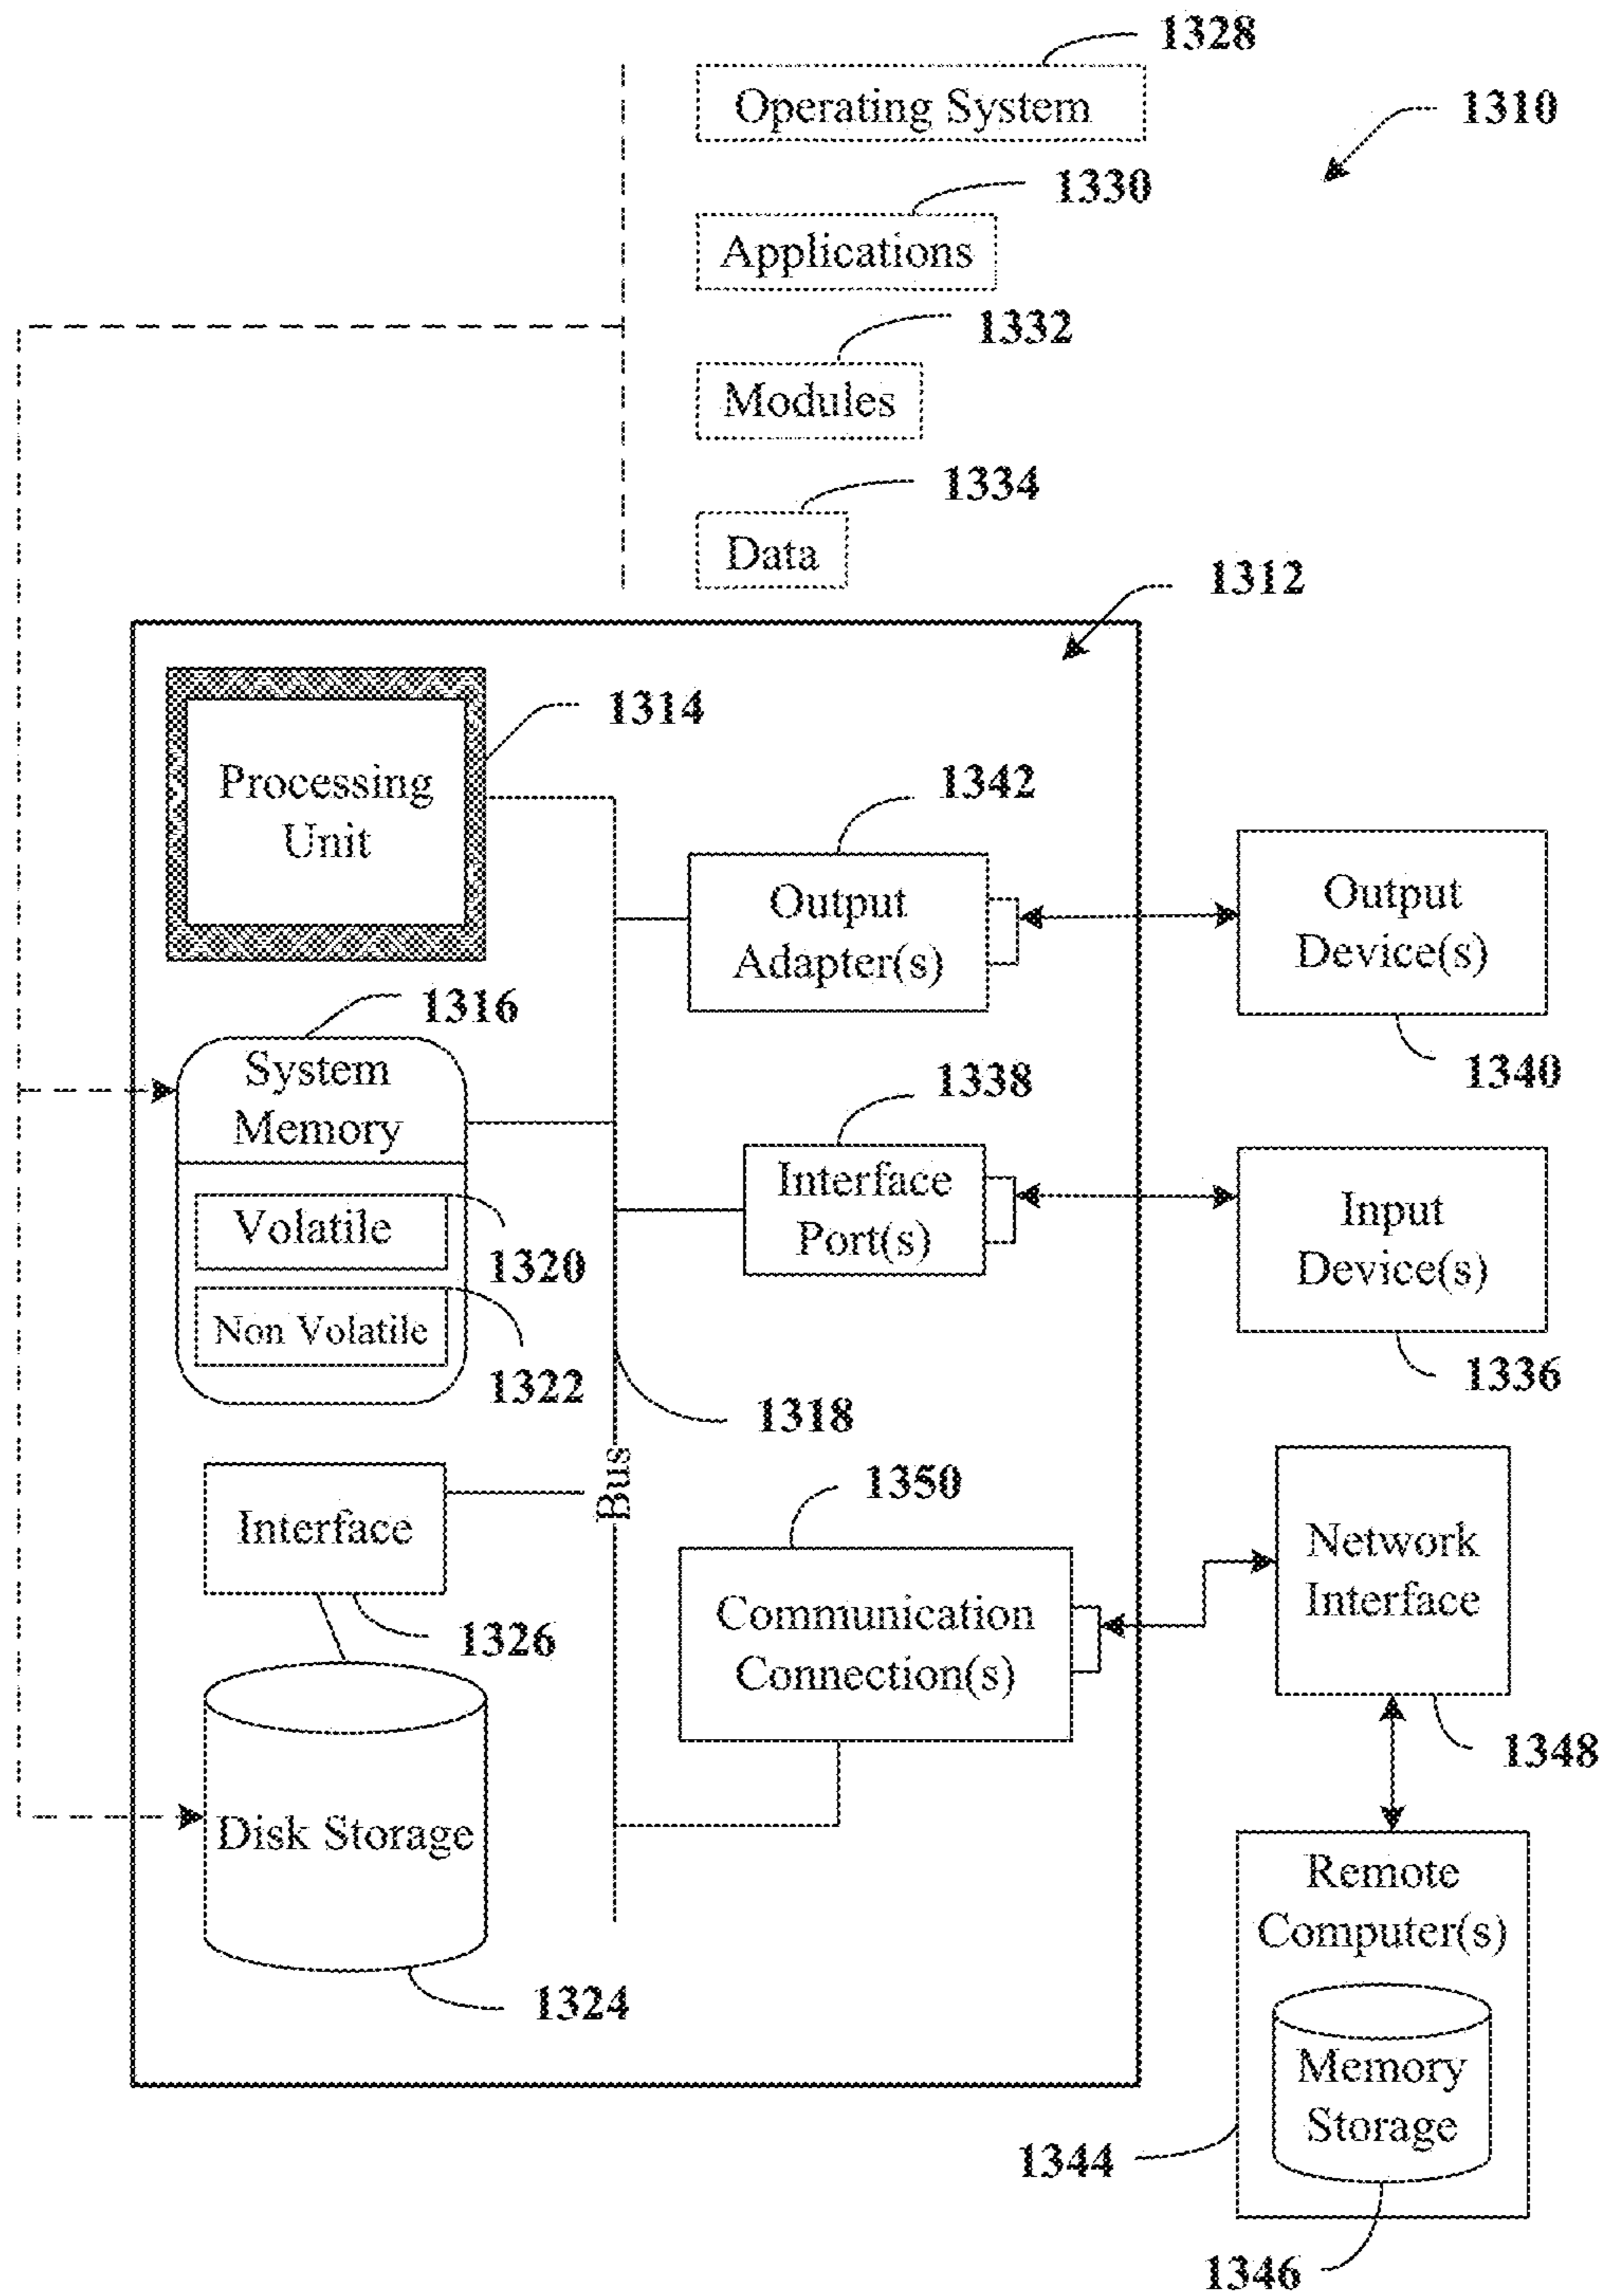 1328
Operating System
1310
1330
Applications
1332
Modules
1334
Data
1312
Processing
Unit
1314
1342
Output
Adapter(s)
Output
Device(s)
1340
1316
System
Memory
Volatile
1320
Non Volatile
1322
1338
Interface
Port(s)
Input
Device(s)
1336
1318
Bus
Interface
1326
1350
Communication
Connection(s)
Network
Interface
1348
Disk Storage
1324
Remote
Computer(s)
Memory
Storage
1344
1346